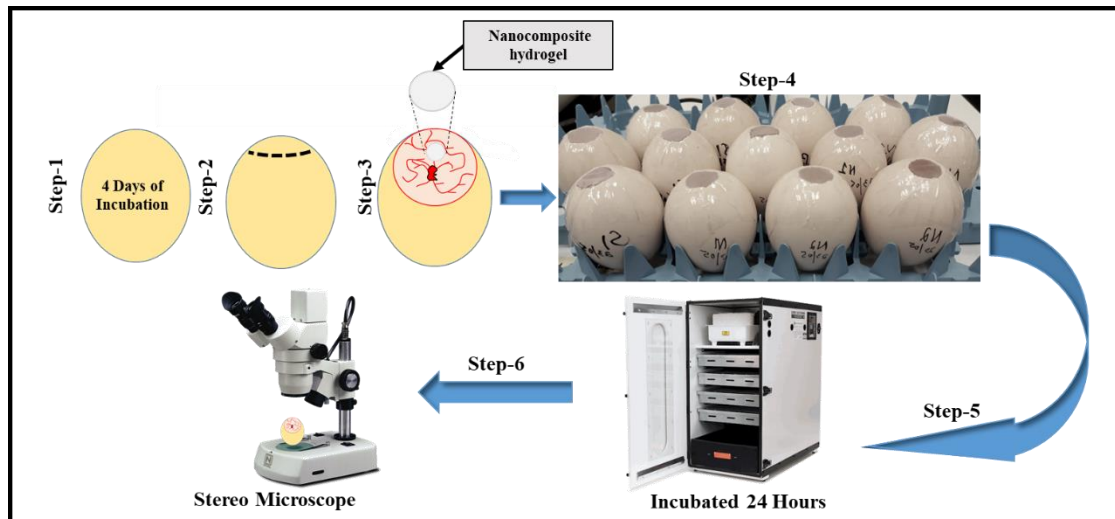 Nanocomposite
hydrogel
Step-1
4 Days of
Incubation
Step-2
Step-3
Step-4
Step-5
Incubated 24 Hours
Step-6
Stereo Microscope